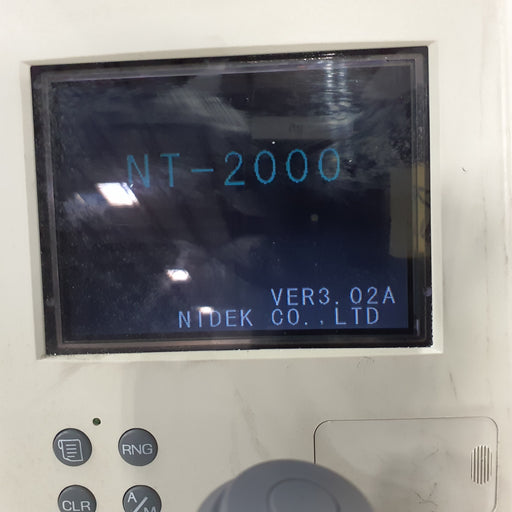 NT-2000
VER3.02A
NIDEK CO.,LTD
RNG
CLR
A/M